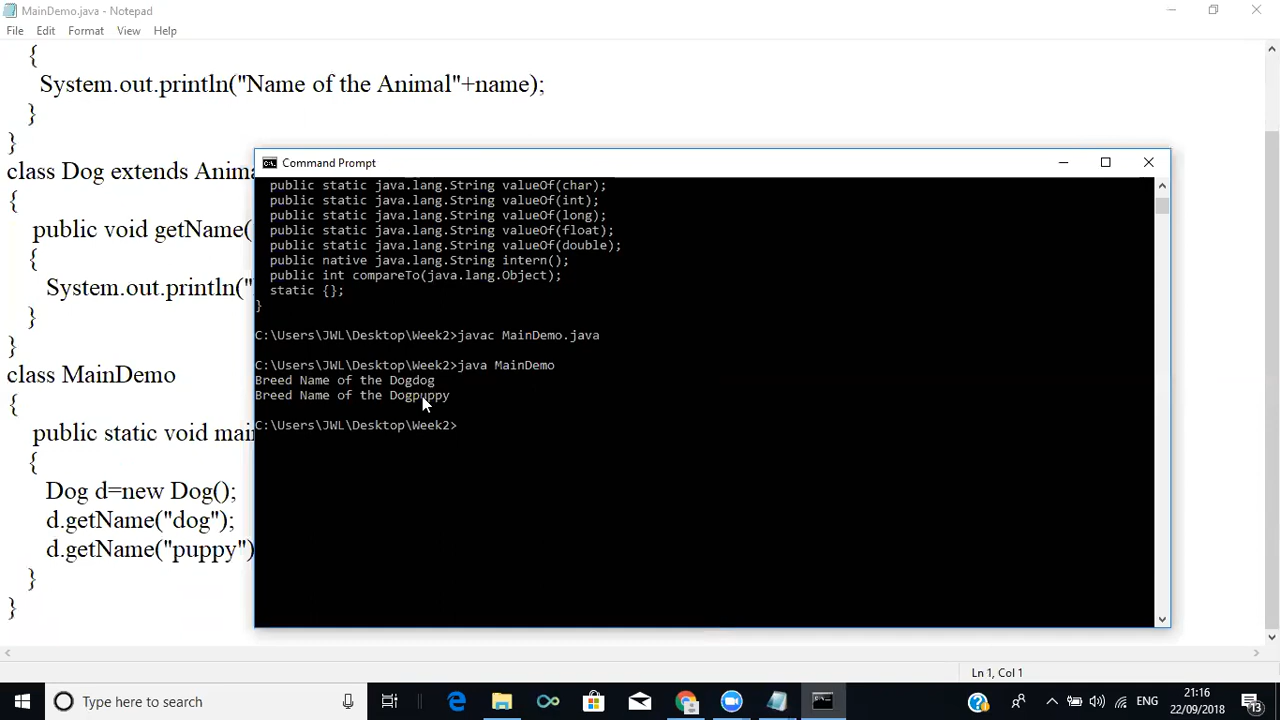 MainDemo.java - Notepad
File Edit Format View Help
{
System.out.println("Name of the Animal"+name);
}
}
class Dog extends Anima
{
public void getName(
{
System.out.println("
}
}
class MainDemo
{
public static void mai
{
Dog d=new Dog();
d.getName("dog");
d.getName("puppy")
}
}
Command Prompt
public static java.lang.String valueOf(char);
public static java.lang.String valueOf(int);
public static java.lang.String valueOf(long);
public static java.lang.String valueOf(float);
public static java.lang.String valueOf(double);
public native java.lang.String intern();
public int compareTo(java.lang.Object);
static {};
}
C:\Users\JWL\Desktop\Week2>javac MainDemo.java
C:\Users\JWL\Desktop\Week2>java MainDemo
Breed Name of the Dogdog
Breed Name of the Dogpuppy
C:\Users\JWL\Desktop\Week2>
Ln 1, Col 1
Type here to search
ENG
21:16
22/09/2018
13